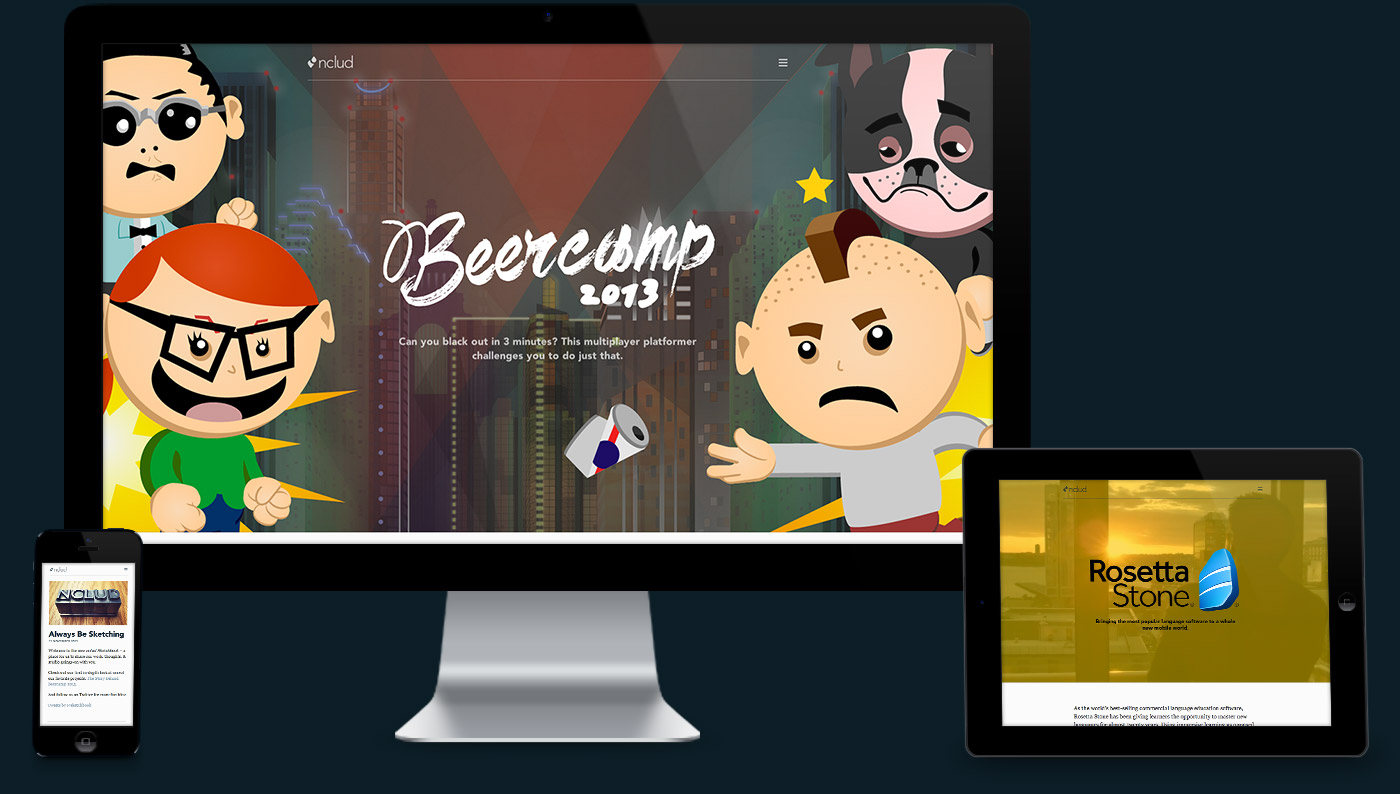 nclud
Beercamp
2013
Can you black out in 3 minutes? This multiplayer platformer
challenges you to do just that.
nclud
NCLUD
Always Be Sketching
nclud
Rosetta
Stone
Bringing the most popular language software to a whole
new mobile world.
As the world's best-selling commercial language education software,
Rosetta Stone has been giving learners the opportunity to master new